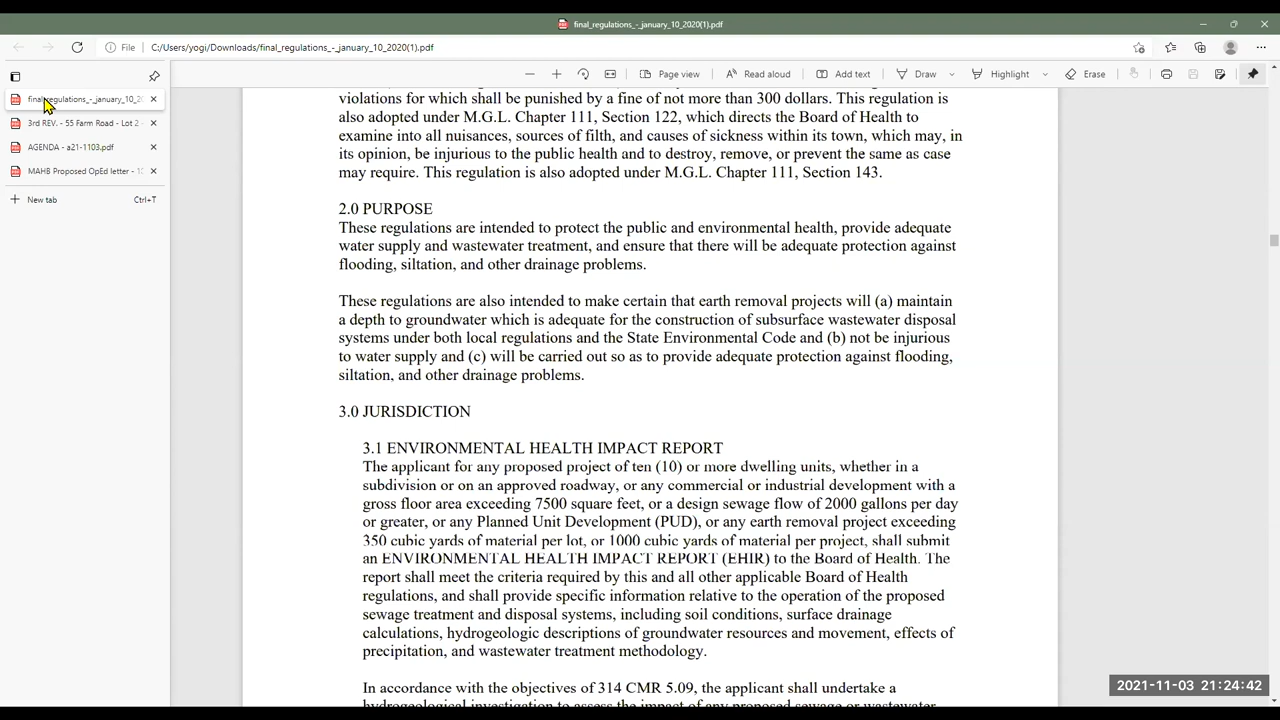 final_regulations_-_january_10_2020(1).pdf
File
C:/Users/yogi/Downloads/final_regulations_-_january_10_2020(1).pdf
Page view
Read aloud
Add text
Draw
Highlight
Erase
final_regulations_-_january_10_2
3rd REV. - 55 Farm Road - Lot 2 -
AGENDA - a21-1103.pdf
MAHB Proposed OpEd letter -
New tab
Ctrl+T
violations for which shall be punished by a fine of not more than 300 dollars. This regulation is
also adopted under M.G.L. Chapter 111, Section 122, which directs the Board of Health to
examine into all nuisances, sources of filth, and causes of sickness within its town, which may, in
its opinion, be injurious to the public health and to destroy, remove, or prevent the same as case
may require. This regulation is also adopted under M.G.L. Chapter 111, Section 143.
2.0 PURPOSE
These regulations are intended to protect the public and environmental health, provide adequate
water supply and wastewater treatment, and ensure that there will be adequate protection against
flooding, siltation, and other drainage problems.
These regulations are also intended to make certain that earth removal projects will (a) maintain
a depth to groundwater which is adequate for the construction of subsurface wastewater disposal
systems under both local regulations and the State Environmental Code and (b) not be injurious
to water supply and (c) will be carried out so as to provide adequate protection against flooding,
siltation, and other drainage problems.
3.0 JURISDICTION
3.1 ENVIRONMENTAL HEALTH IMPACT REPORT
The applicant for any proposed project of ten (10) or more dwelling units, whether in a
subdivision or on an approved roadway, or any commercial or industrial development with a
gross floor area exceeding 7500 square feet, or a design sewage flow of 2000 gallons per day
or greater, or any Planned Unit Development (PUD), or any earth removal project exceeding
350 cubic yards of material per lot, or 1000 cubic yards of material per project, shall submit
an ENVIRONMENTAL HEALTH IMPACT REPORT (EHIR) to the Board of Health. The
report shall meet the criteria required by this and all other applicable Board of Health
regulations, and shall provide specific information relative to the operation of the proposed
sewage treatment and disposal systems, including soil conditions, surface drainage
calculations, hydrogeologic descriptions of groundwater resources and movement, effects of
precipitation, and wastewater treatment methodology.
In accordance with the objectives of 314 CMR 5.09, the applicant shall undertake a
hydrogeological investigation to assess the impact of any proposed sewage or wastewater
2021-11-03 21:24:42